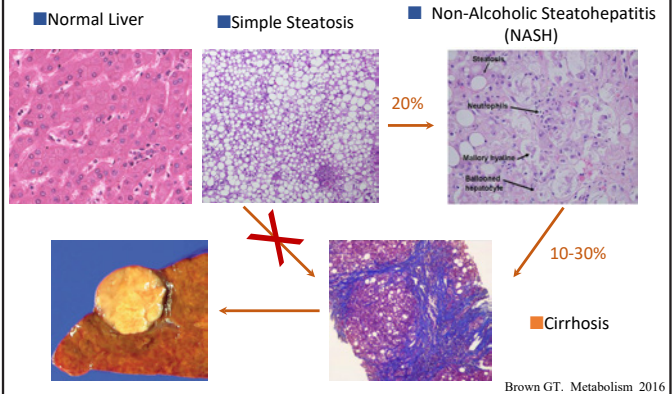 Normal Liver
Simple Steatosis
Non-Alcoholic Steatohepatitis
(NASH)
20%
Steatosis
Neutrophils
Mallory hyaline
Ballooned
hepatocyte
10-30%
Cirrhosis
Brown GT. Metabolism 2016